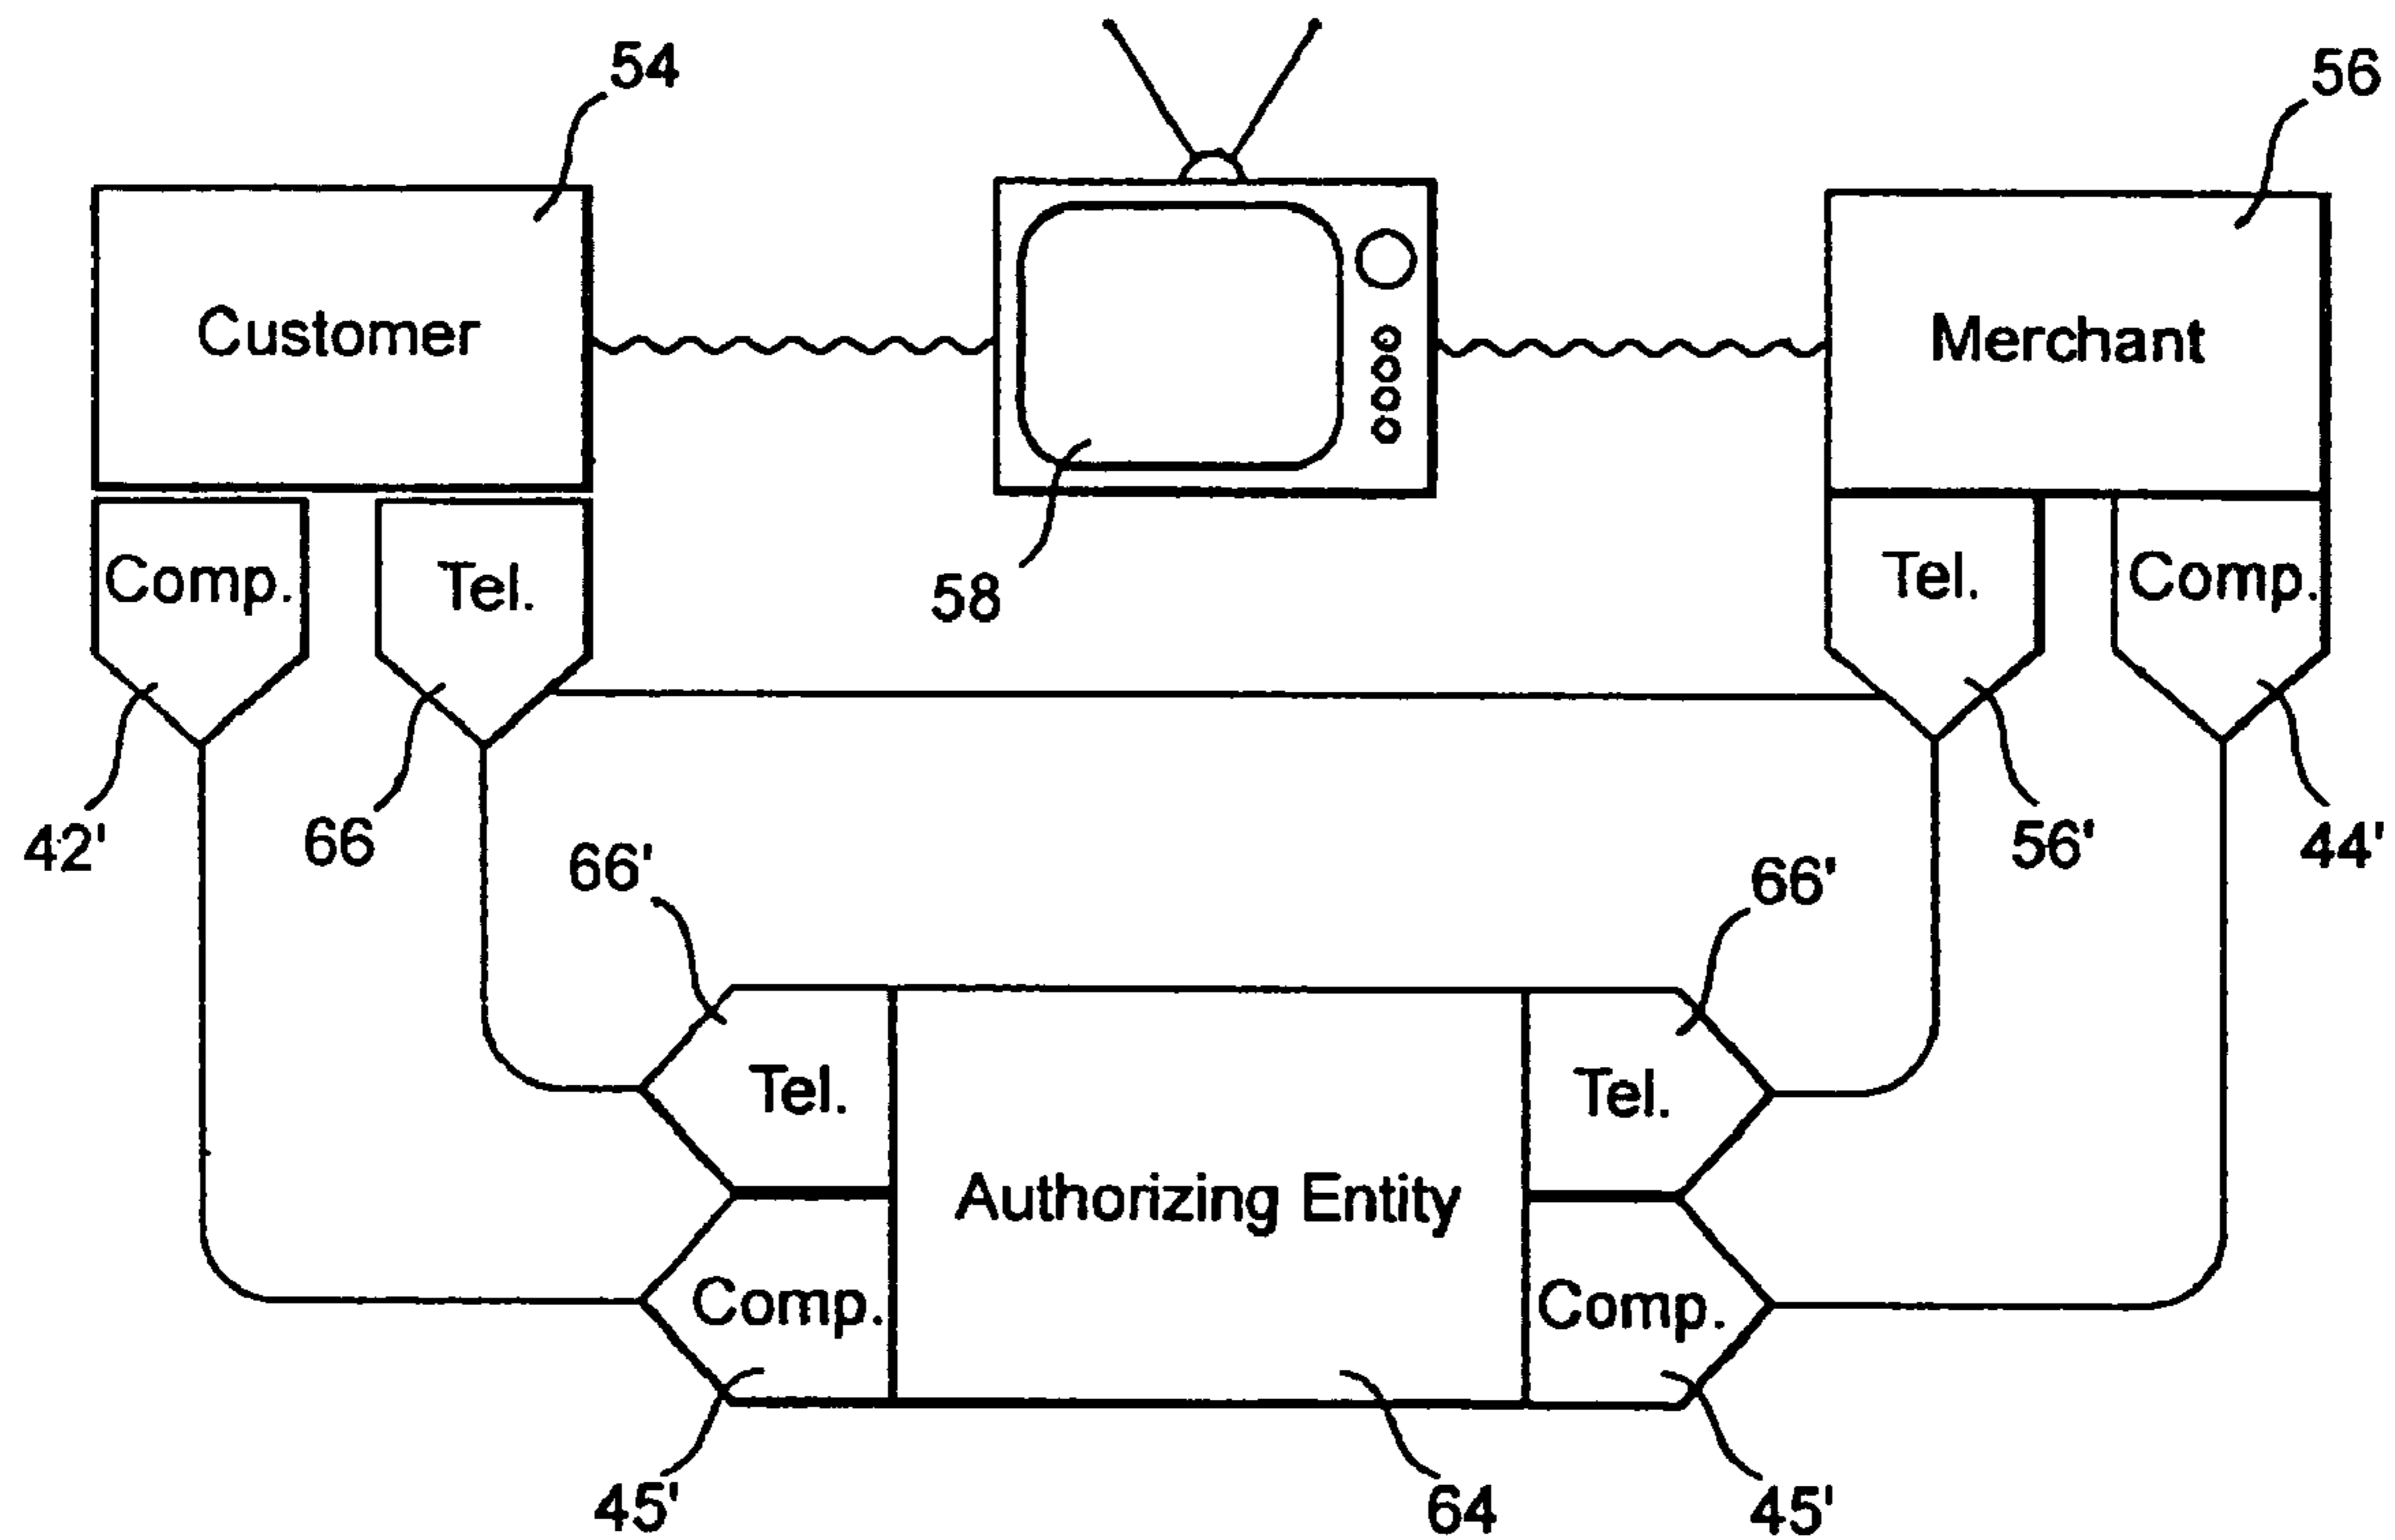 54
56
Customer
Merchant
58
Comp.
Tel.
Tel.
Comp.
42'
66
66'
66'
56'
44'
Tel.
Tel.
Authorizing Entity
Comp.
Comp.
45'
64
45'